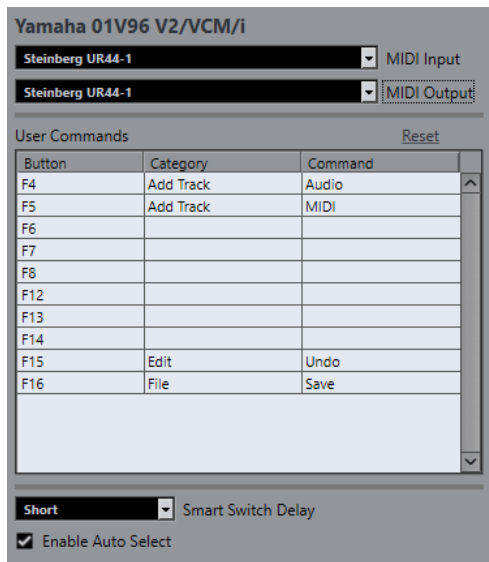 Yamaha 01V96 V2/VCM/i
Steinberg UR44-1 MIDI Input
Steinberg UR44-1 MIDI Output
User Commands Reset
Button Category Command
F4 Add Track Audio
F5 Add Track MIDI
F6
F7
F8
F12
F13
F14
F15 Edit Undo
F16 File Save
Short Smart Switch Delay
Enable Auto Select